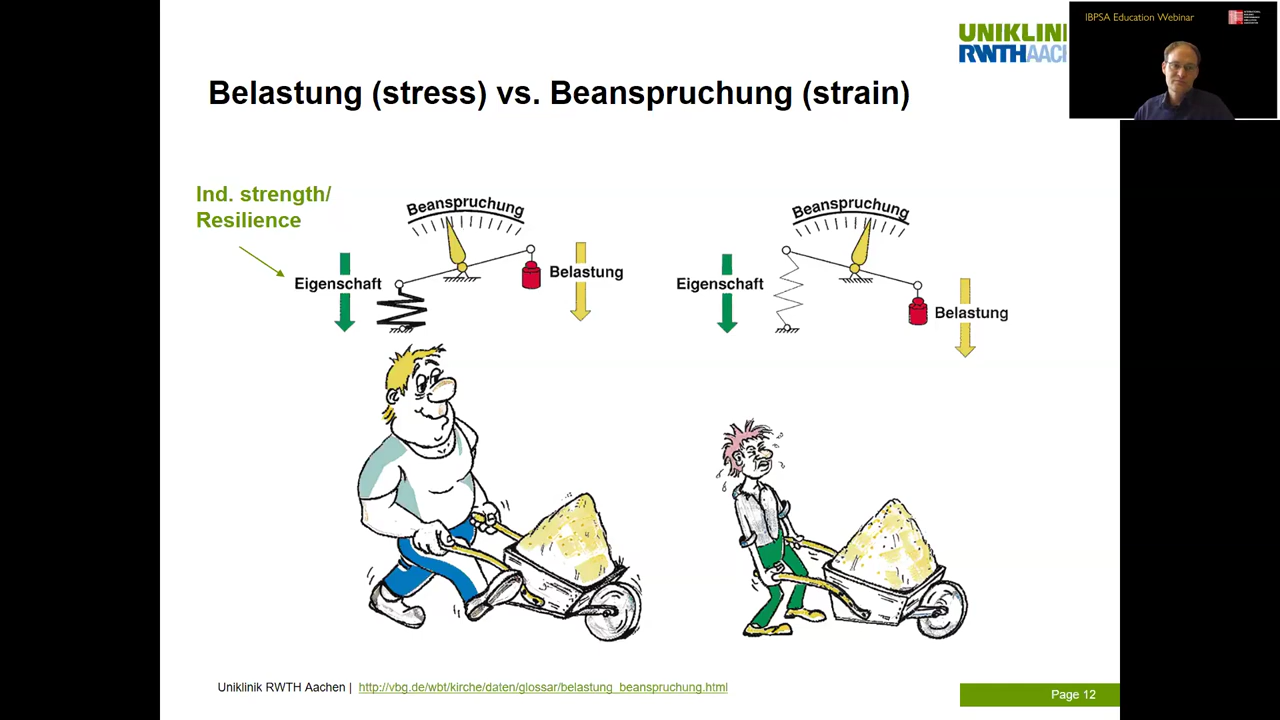 IBPSA Education Webinar
UNIKLINI
RWTHAAC
Belastung (stress) vs. Beanspruchung (strain)
Ind. strength/
Resilience
Beanspruchung
Eigenschaft
Belastung
Beanspruchung
Eigenschaft
Belastung
Uniklinik RWTH Aachen | http://vbg.de/wbt/kirche/daten/glossar/belastung_beanspruchung.html
Page 12